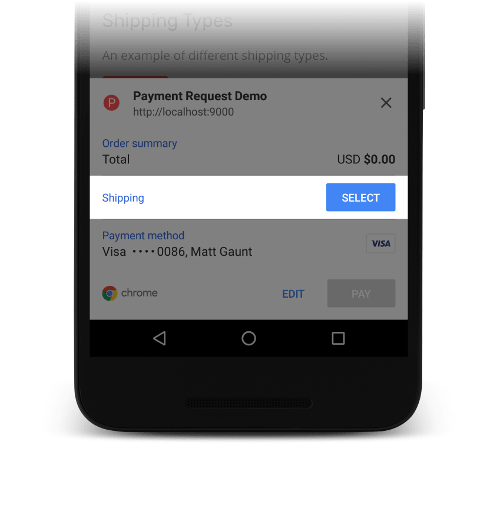 Shipping Types
An example of different shipping types.
P
Payment Request Demo
http://localhost:9000
Order summary
Total USD $0.00
Shipping SELECT
Payment method
Visa ····0086, Matt Gaunt VISA
chrome EDIT PAY